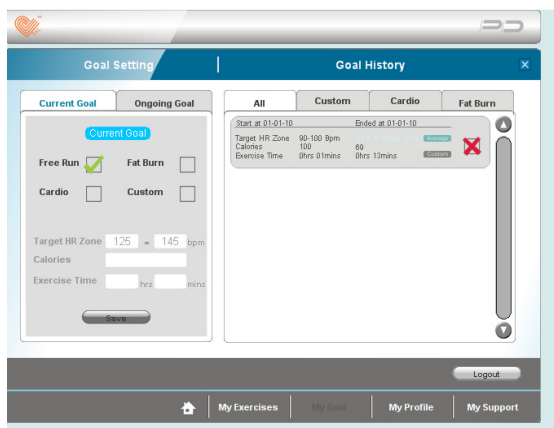 Goal Setting
Goal History
×
Current Goal Ongoing Goal
Current Goal
Free Run Fat Burn
Cardio Custom
Target HR Zone 125 - 145 bpm
Calories
Exercise Time hrs mins
Save
All Custom Cardio Fat Burn
Start at 01-01-10 Ended at 01-01-10
Target HR Zone 90-100 Bpm Average
Calories 100 69
Exercise Time 0hrs 01mins 0hrs 13mins Custom
Logout
My Exercises My Goal My Profile My Support